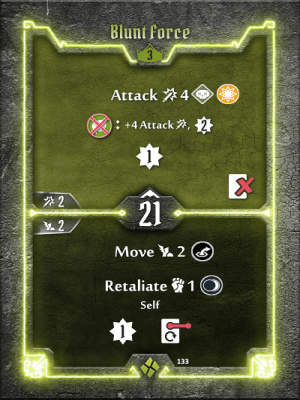 Blunt Force
3
Attack 4
: +4 Attack , 2
1
2
21
2
Move 2
Retaliate 1
Self
1
133